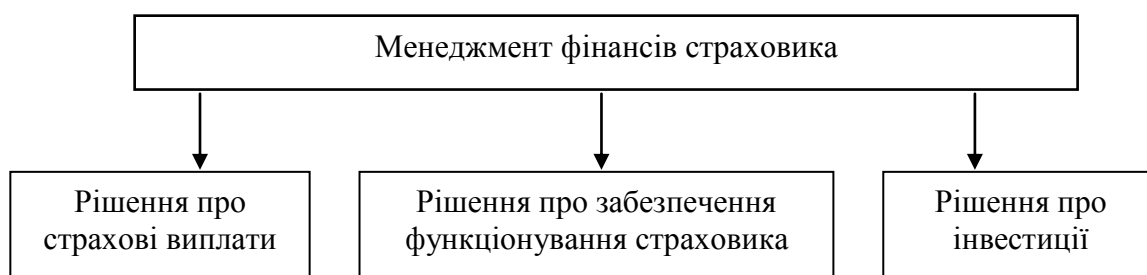 Менеджмент фінансів страховика
Рішення про
страхові виплати
Рішення про забезпечення
функціонування страховика
Рішення про
інвестиції